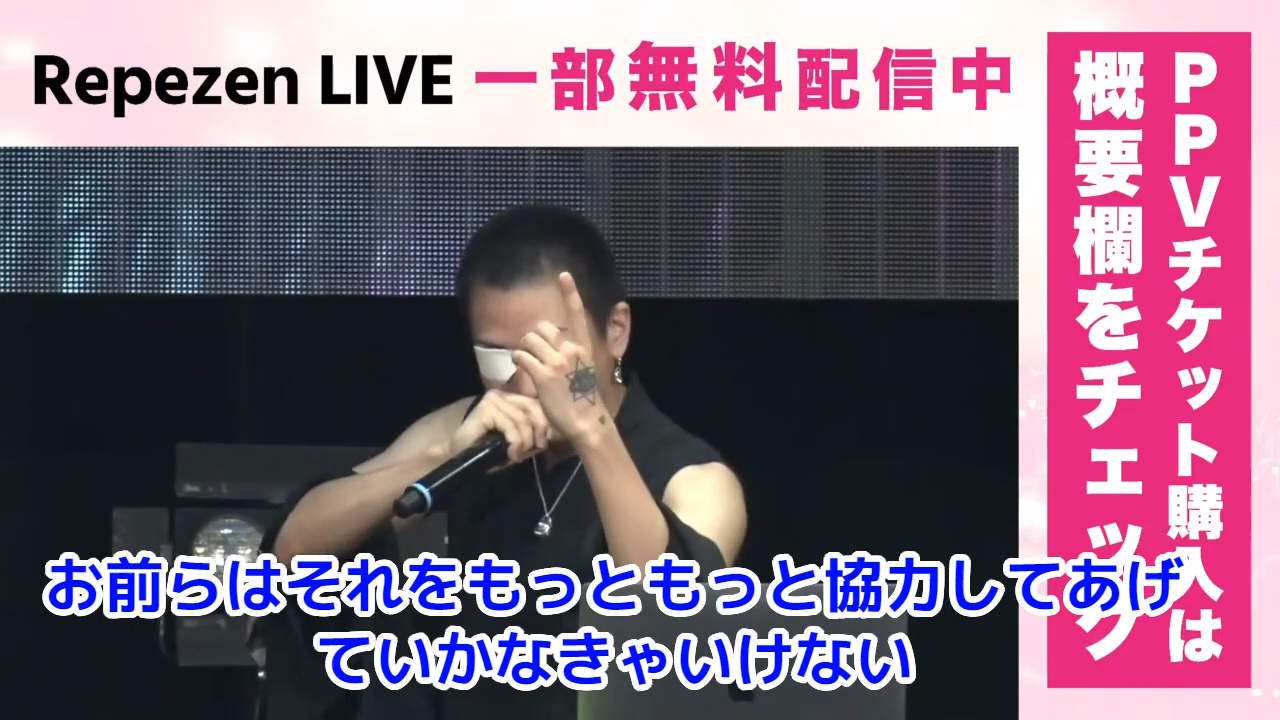 Repezen LIVE 一部無料配信中
PPVチケット購入は
概要欄をチェック
お前らはそれをもっともっと協力してあげ
ていかなきゃいけない